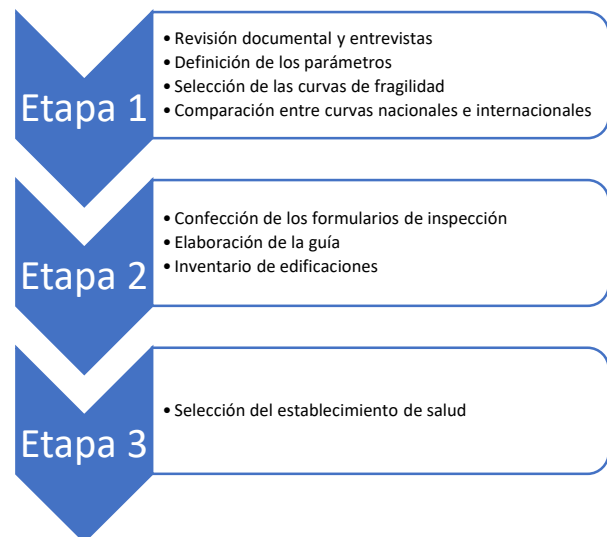 Etapa 1
• Revisión documental y entrevistas
• Definición de los parámetros
• Selección de las curvas de fragilidad
• Comparación entre curvas nacionales e internacionales
Etapa 2
• Confección de los formularios de inspección
• Elaboración de la guía
• Inventario de edificaciones
Etapa 3
• Selección del establecimiento de salud